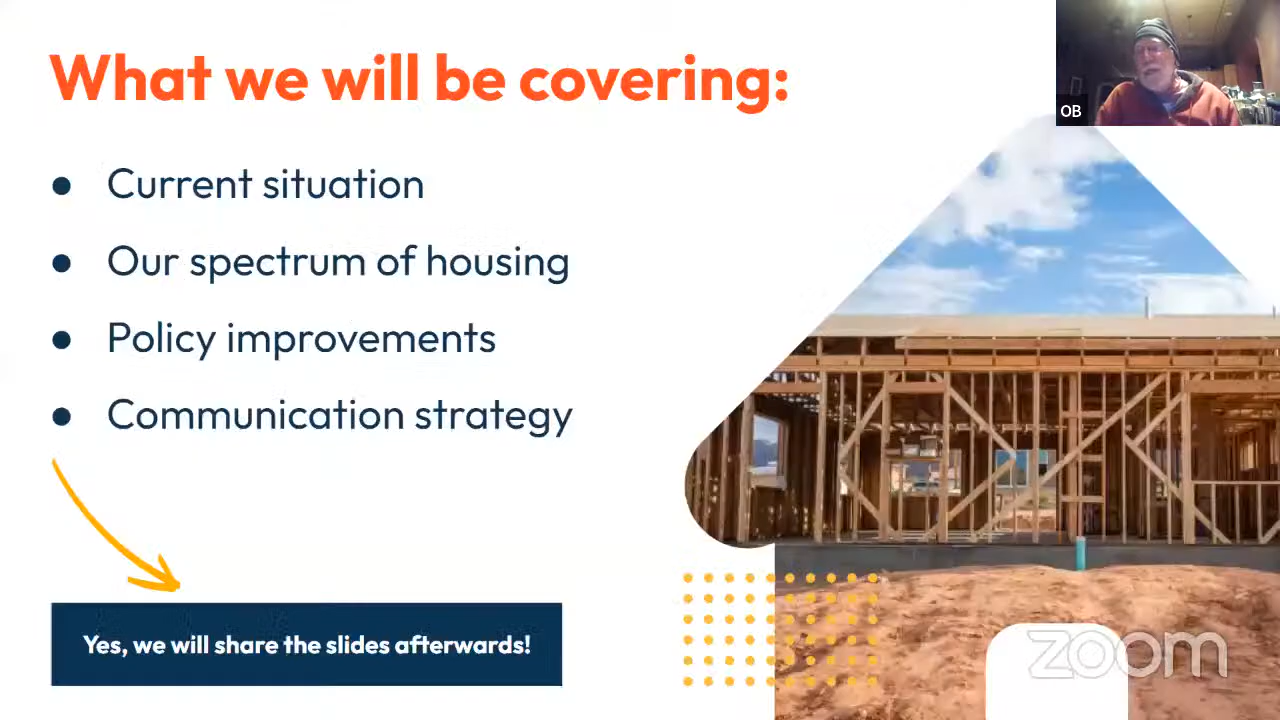 What we will be covering:
OB
Current situation
Our spectrum of housing
Policy improvements
Communication strategy
Yes, we will share the slides afterwards!
zoom